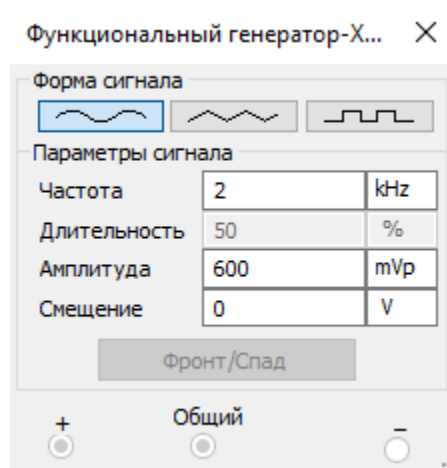 Функциональный генератор-X...
Форма сигнала
Параметры сигнала
Частота 2 kHz
Длительность 50 %
Амплитуда 600 mVp
Смещение 0 V
Фронт/Спад
+ Общий –